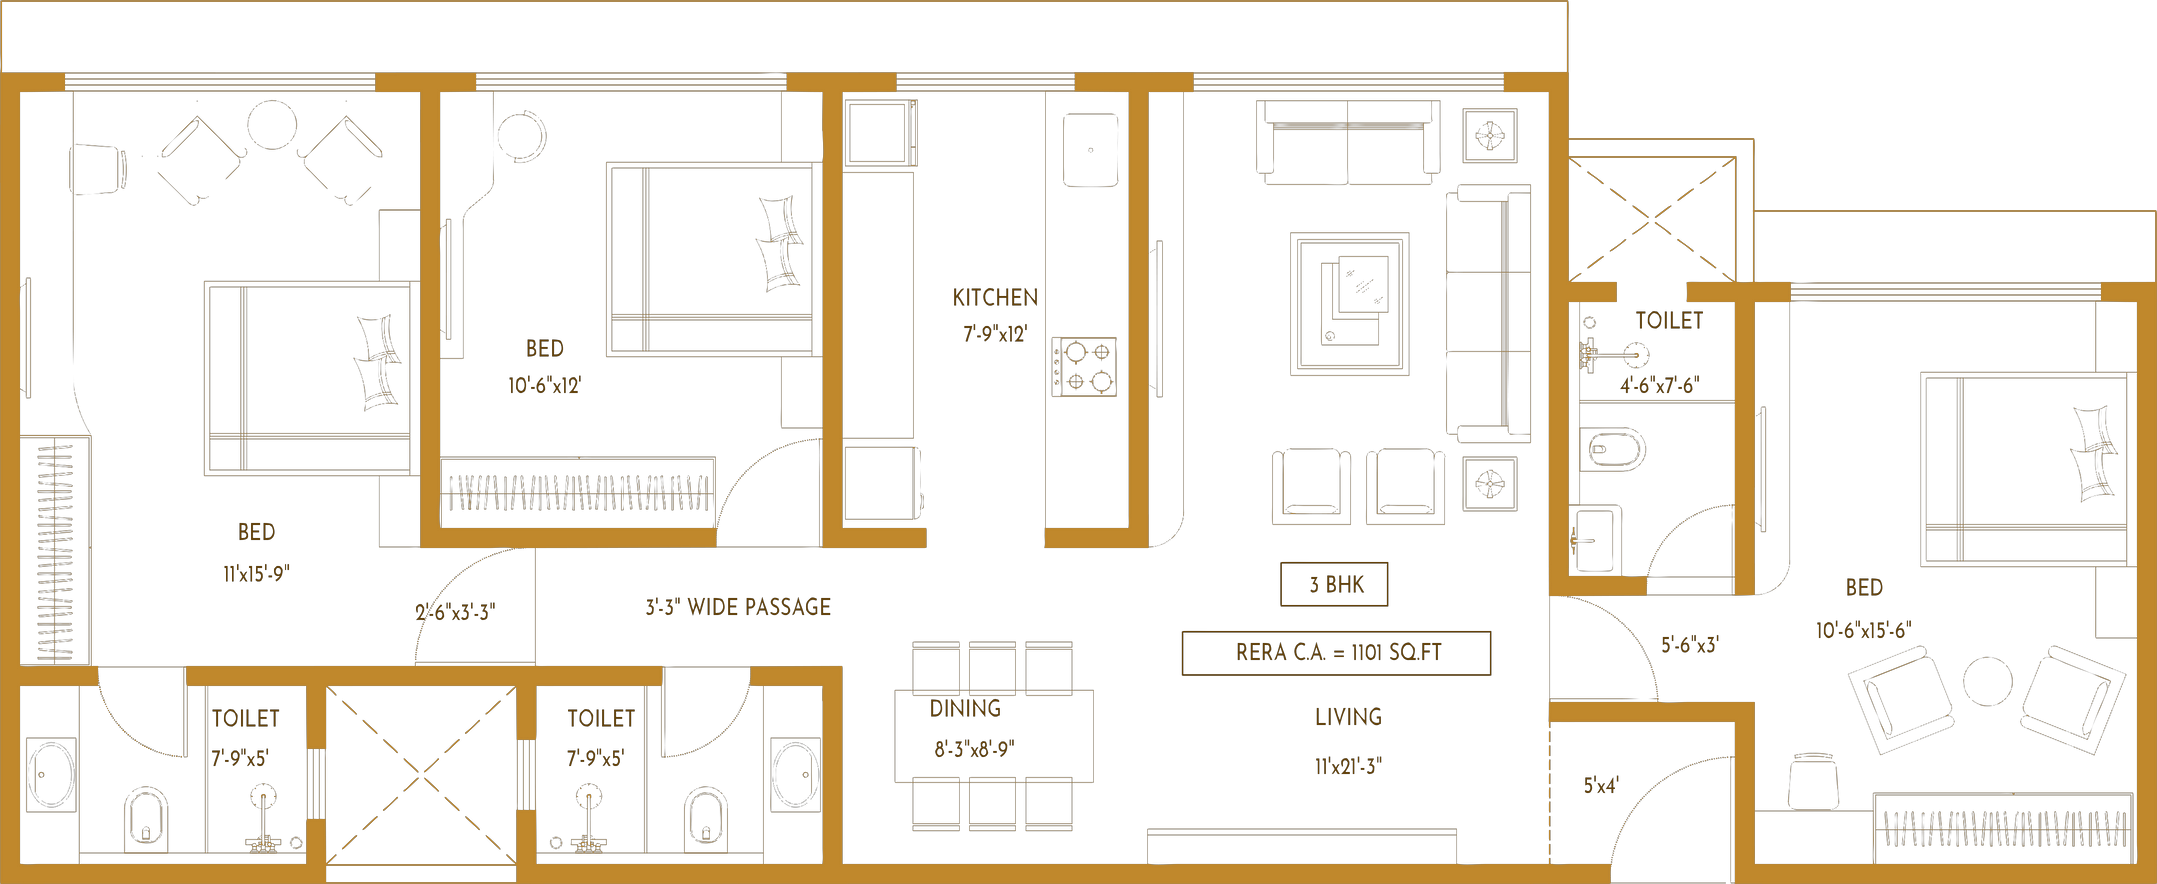 KITCHEN
7'-9"x12'
BED
10'-6"x12'
TOILET
4'-6"x7'-6"
BED
11'x15'-9"
3 BHK
2'-6"x3'-3"
3'-3" WIDE PASSAGE
RERA C.A. = 1101 SQ.FT
5'-6"x3'
BED
10'-6"x15'-6"
TOILET
7'-9"x5'
TOILET
7'-9"x5'
DINING
8'-3"x8'-9"
LIVING
11'x21'-3"
5'x4'